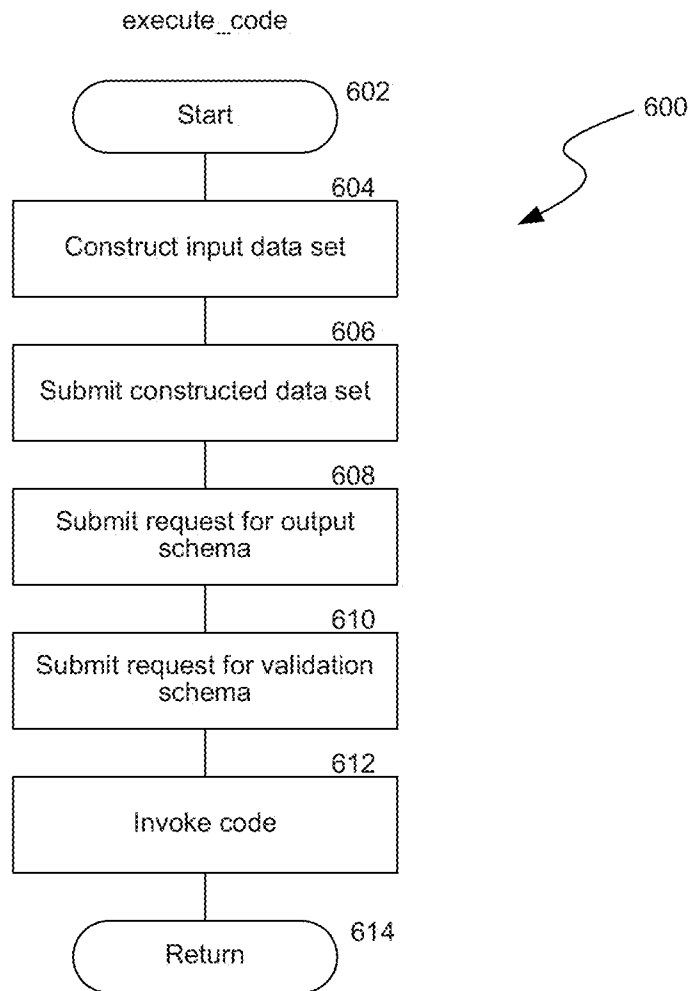 execute_code
602
Start
600
604
Construct input data set
606
Submit constructed data set
608
Submit request for output
schema
610
Submit request for validation
schema
612
Invoke code
614
Return